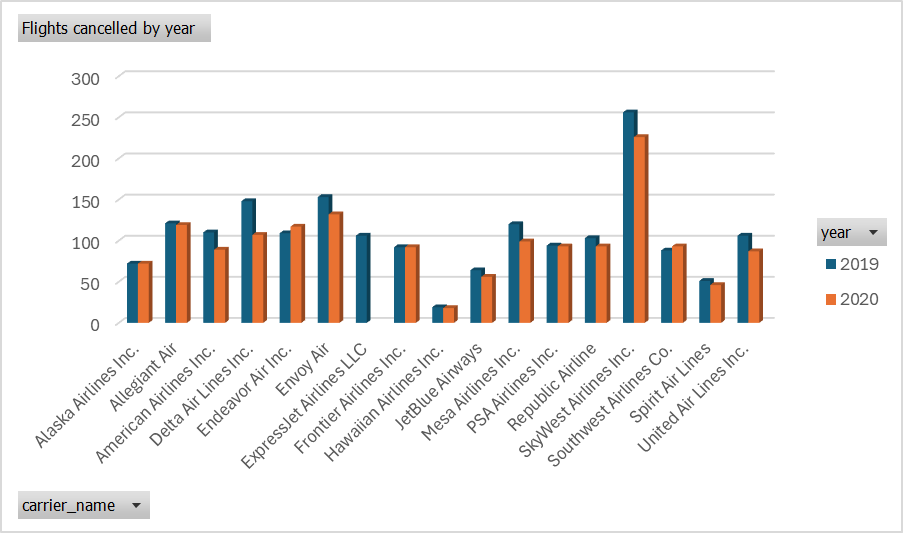 Flights cancelled by year
300
250
200
150
100
50
0
Alaska Airlines Inc.
Allegiant Air
American Airlines Inc.
Delta Air Lines Inc.
Endeavor Air Inc.
Envoy Air
ExpressJet Airlines LLC
Frontier Airlines Inc.
Hawaiian Airlines Inc.
JetBlue Airways
Mesa Airlines Inc.
PSA Airlines Inc.
Republic Airline
SkyWest Airlines Inc.
Southwest Airlines Co.
Spirit Air Lines
United Air Lines Inc.
year
2019
2020
carrier_name